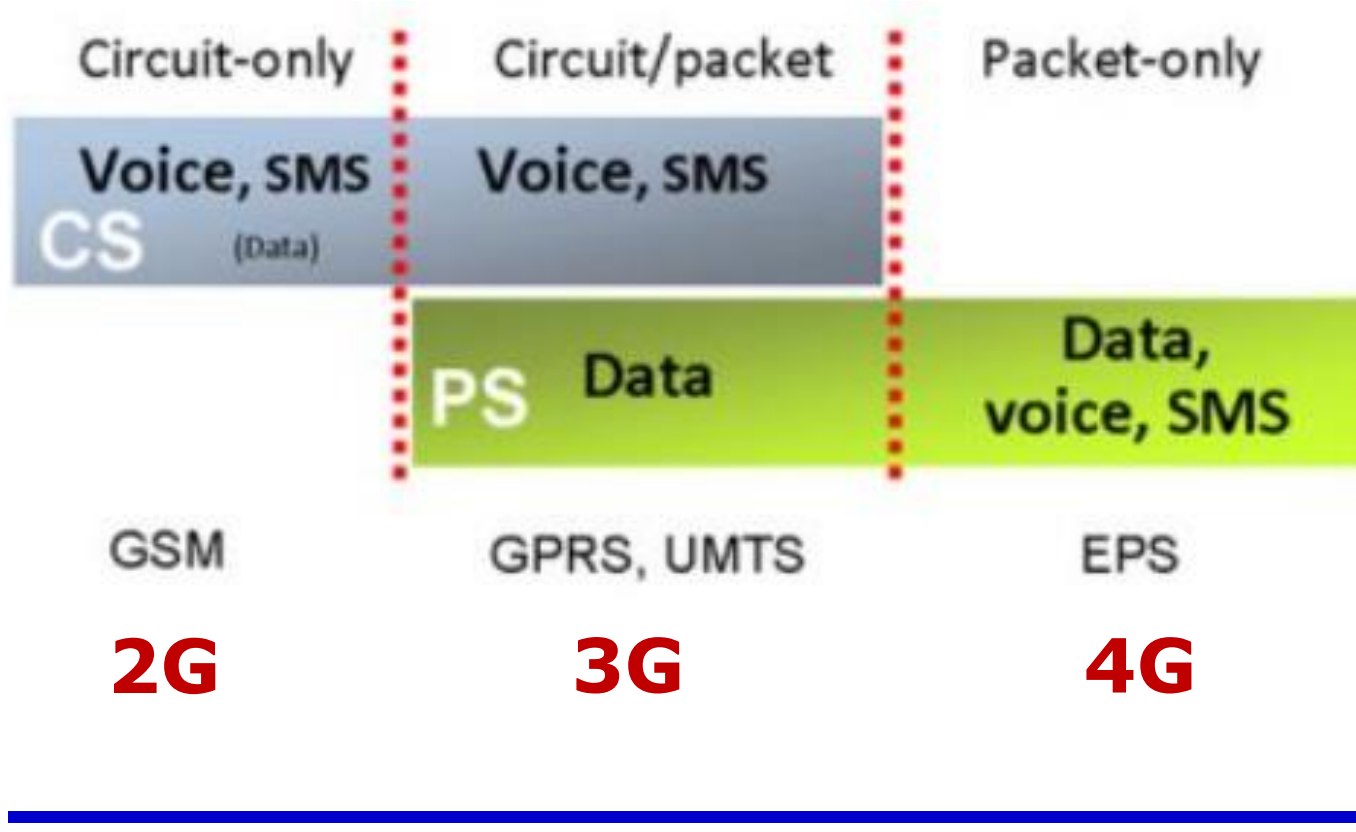 Circuit-only
Circuit/packet
Packet-only
Voice, SMS
Voice, SMS
CS
(Data)
PS
Data
Data,
voice, SMS
GSM
GPRS, UMTS
EPS
2G
3G
4G